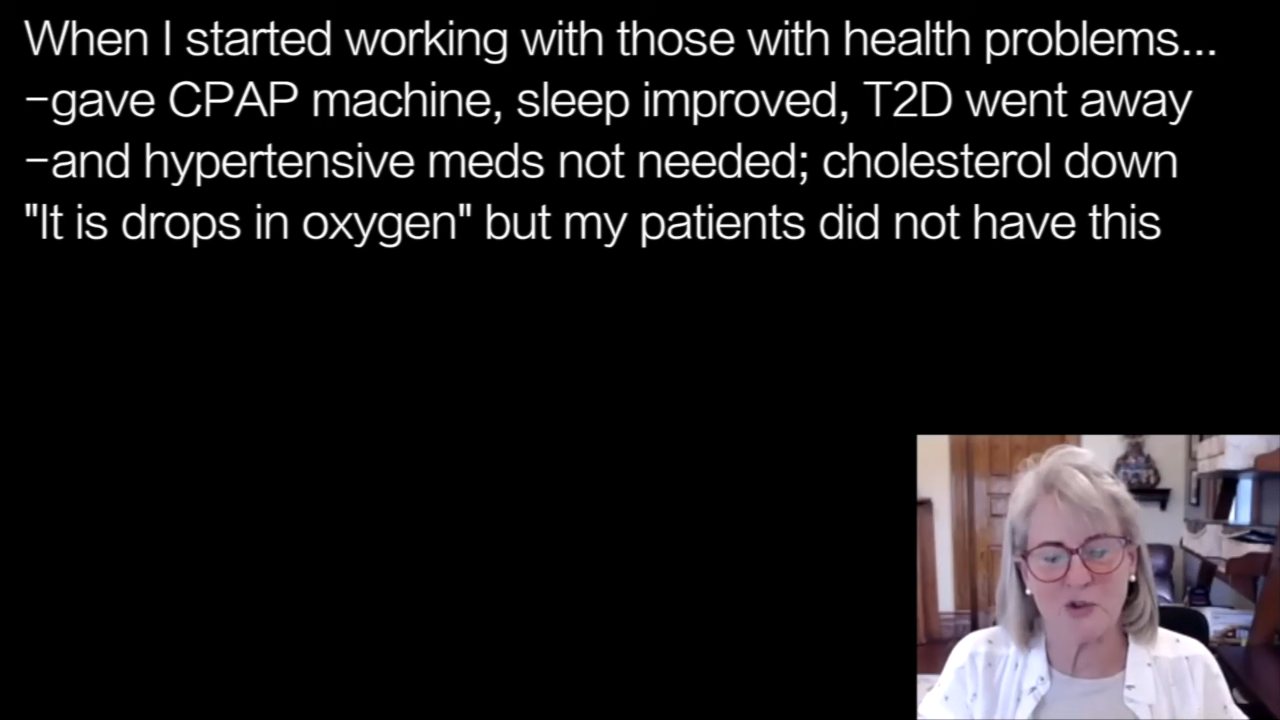 When I started working with those with health problems...
-gave CPAP machine, sleep improved, T2D went away
-and hypertensive meds not needed; cholesterol down
"It is drops in oxygen" but my patients did not have this